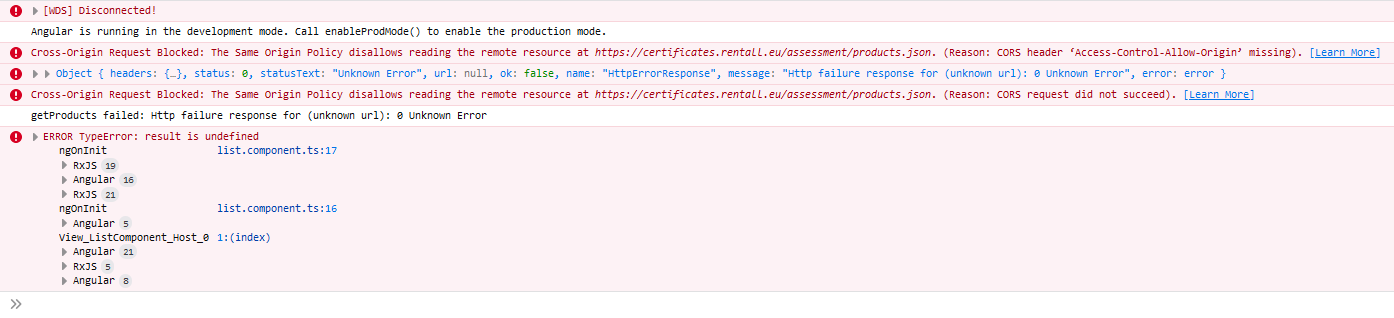 [WDS] Disconnected!
Angular is running in the development mode. Call enableProdMode() to enable the production mode.
Cross-Origin Request Blocked: The Same Origin Policy disallows reading the remote resource at https://certificates.rentall.eu/assessment/products.json. (Reason: CORS header ‘Access-Control-Allow-Origin’ missing). [Learn More]
Object { headers: {…}, status: 0, statusText: "Unknown Error", url: null, ok: false, name: "HttpErrorResponse", message: "Http failure response for (unknown url): 0 Unknown Error", error: error }
Cross-Origin Request Blocked: The Same Origin Policy disallows reading the remote resource at https://certificates.rentall.eu/assessment/products.json. (Reason: CORS request did not succeed). [Learn More]
getProducts failed: Http failure response for (unknown url): 0 Unknown Error
ERROR TypeError: result is undefined
ngOnInit list.component.ts:17
RxJS 19
Angular 16
RxJS 21
ngOnInit list.component.ts:16
Angular 5
View_ListComponent_Host_0 1:(index)
Angular 21
RxJS 5
Angular 8